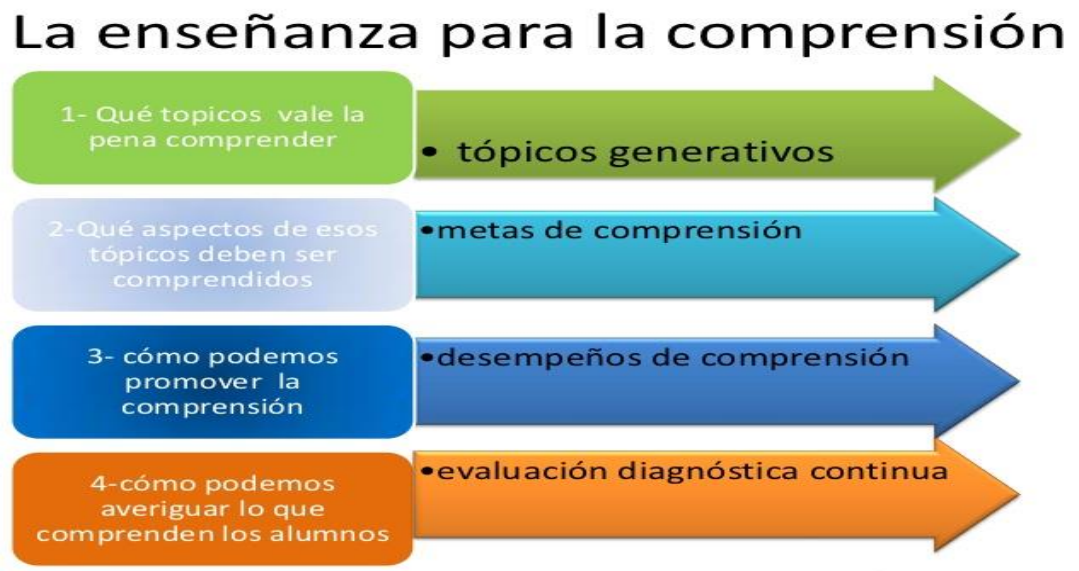 La enseñanza para la comprensión
1- Qué topicos vale la
pena comprender
• tópicos generativos
2-Qué aspectos de esos
tópicos deben ser
comprendidos
•metas de comprensión
3- cómo podemos
promover la
comprensión
•desempeños de comprensión
4-cómo podemos
averiguar lo que
comprenden los alumnos
•evaluación diagnóstica continua